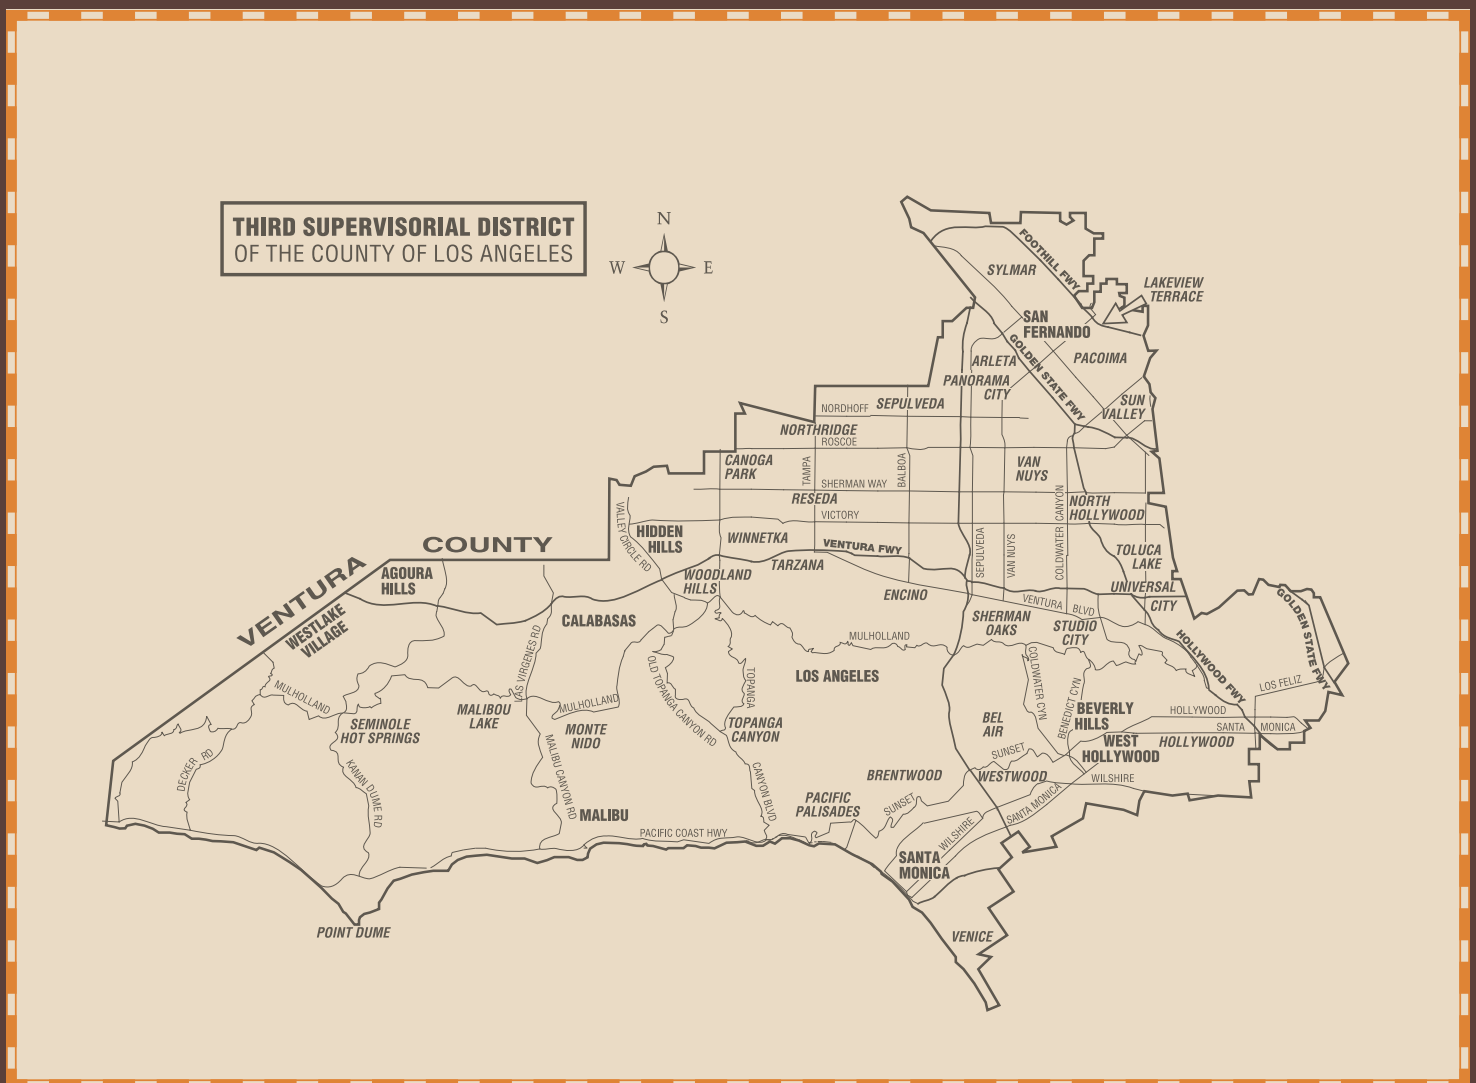 THIRD SUPERVISORIAL DISTRICT
OF THE COUNTY OF LOS ANGELES
N
W
E
S
FOOTHILL FWY
SYLMAR
LAKEVIEW
TERRACE
SAN
FERNANDO
GOLDEN STATE FWY
ARLETA
PACOIMA
PANORAMA
CITY
SUN
VALLEY
NORDHOFF
SEPULVEDA
NORTHRIDGE
ROSCOE
CANOGA
PARK
TAMPA
BALBOA
VAN
NUYS
SHERMAN WAY
RESEDA
COLDWATER CANYON
NORTH
HOLLYWOOD
VICTORY
VALLEY CIRCLE RD
HIDDEN
HILLS
WINNETKA
VENTURA FWY
SEPULVEDA
VAN NUYS
TOLUCA
LAKE
VENTURA
COUNTY
AGOURA
HILLS
WESTLAKE
VILLAGE
WOODLAND
HILLS
TARZANA
ENCINO
UNIVERSAL
CITY
VENTURA
BLVD
GOLDEN STATE FWY
CALABASAS
SHERMAN
OAKS
STUDIO
CITY
MULHOLLAND
HOLLYWOOD FWY
LAS VIRGENES RD
OLD TOPANGA CANYON RD
TOPANGA
LOS ANGELES
COLDWATER CYN
BENEDICT CYN
LOS FELIZ
MULHOLLAND
MALIBOU
LAKE
MULHOLLAND
SEMINOLE
HOT SPRINGS
MONTE
NIDO
TOPANGA
CANYON
BEL
AIR
BEVERLY
HILLS
HOLLYWOOD
SANTA
MONICA
WEST
HOLLYWOOD
HOLLYWOOD
SUNSET
DECKER RD
KANAN DUME RD
MALIBU CANYON RD
CANYON BLVD
BRENTWOOD
WESTWOOD
WILSHIRE
PACIFIC
PALISADES
SUNSET
SANTA MONICA
MALIBU
PACIFIC COAST HWY
WILSHIRE
SANTA
MONICA
POINT DUME
VENICE